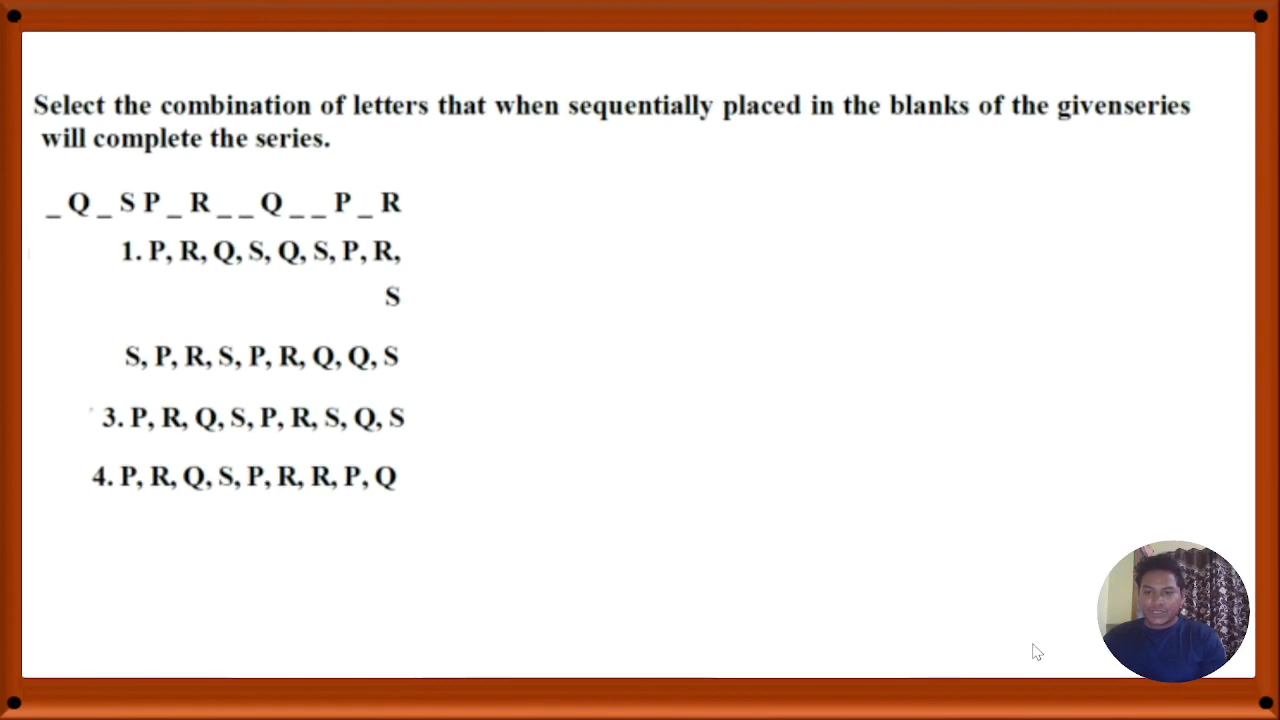 Select the combination of letters that when sequentially placed in the blanks of the givenseries
will complete the series.
_ Q _ S P _ R _ _ Q _ _ P _ R
1. P, R, Q, S, Q, S, P, R,
S
S, P, R, S, P, R, Q, Q, S
3. P, R, Q, S, P, R, S, Q, S
4. P, R, Q, S, P, R, R, P, Q